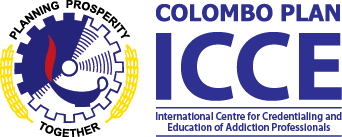 PLANNING PROSPERITY
TOGETHER
COLOMBO PLAN
ICCE
International Centre for Credentialing and
Education of Addiction Professionals